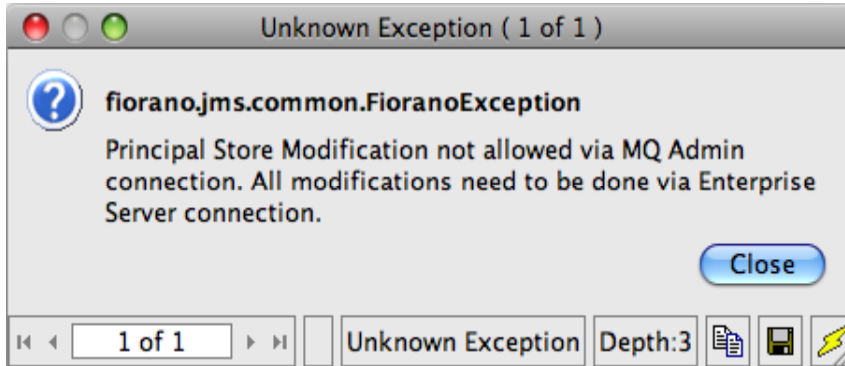 Unknown Exception ( 1 of 1 )
fiorano.jms.common.FioranoException
Principal Store Modification not allowed via MQ Admin
connection. All modifications need to be done via Enterprise
Server connection.
Close
1 of 1 Unknown Exception Depth:3